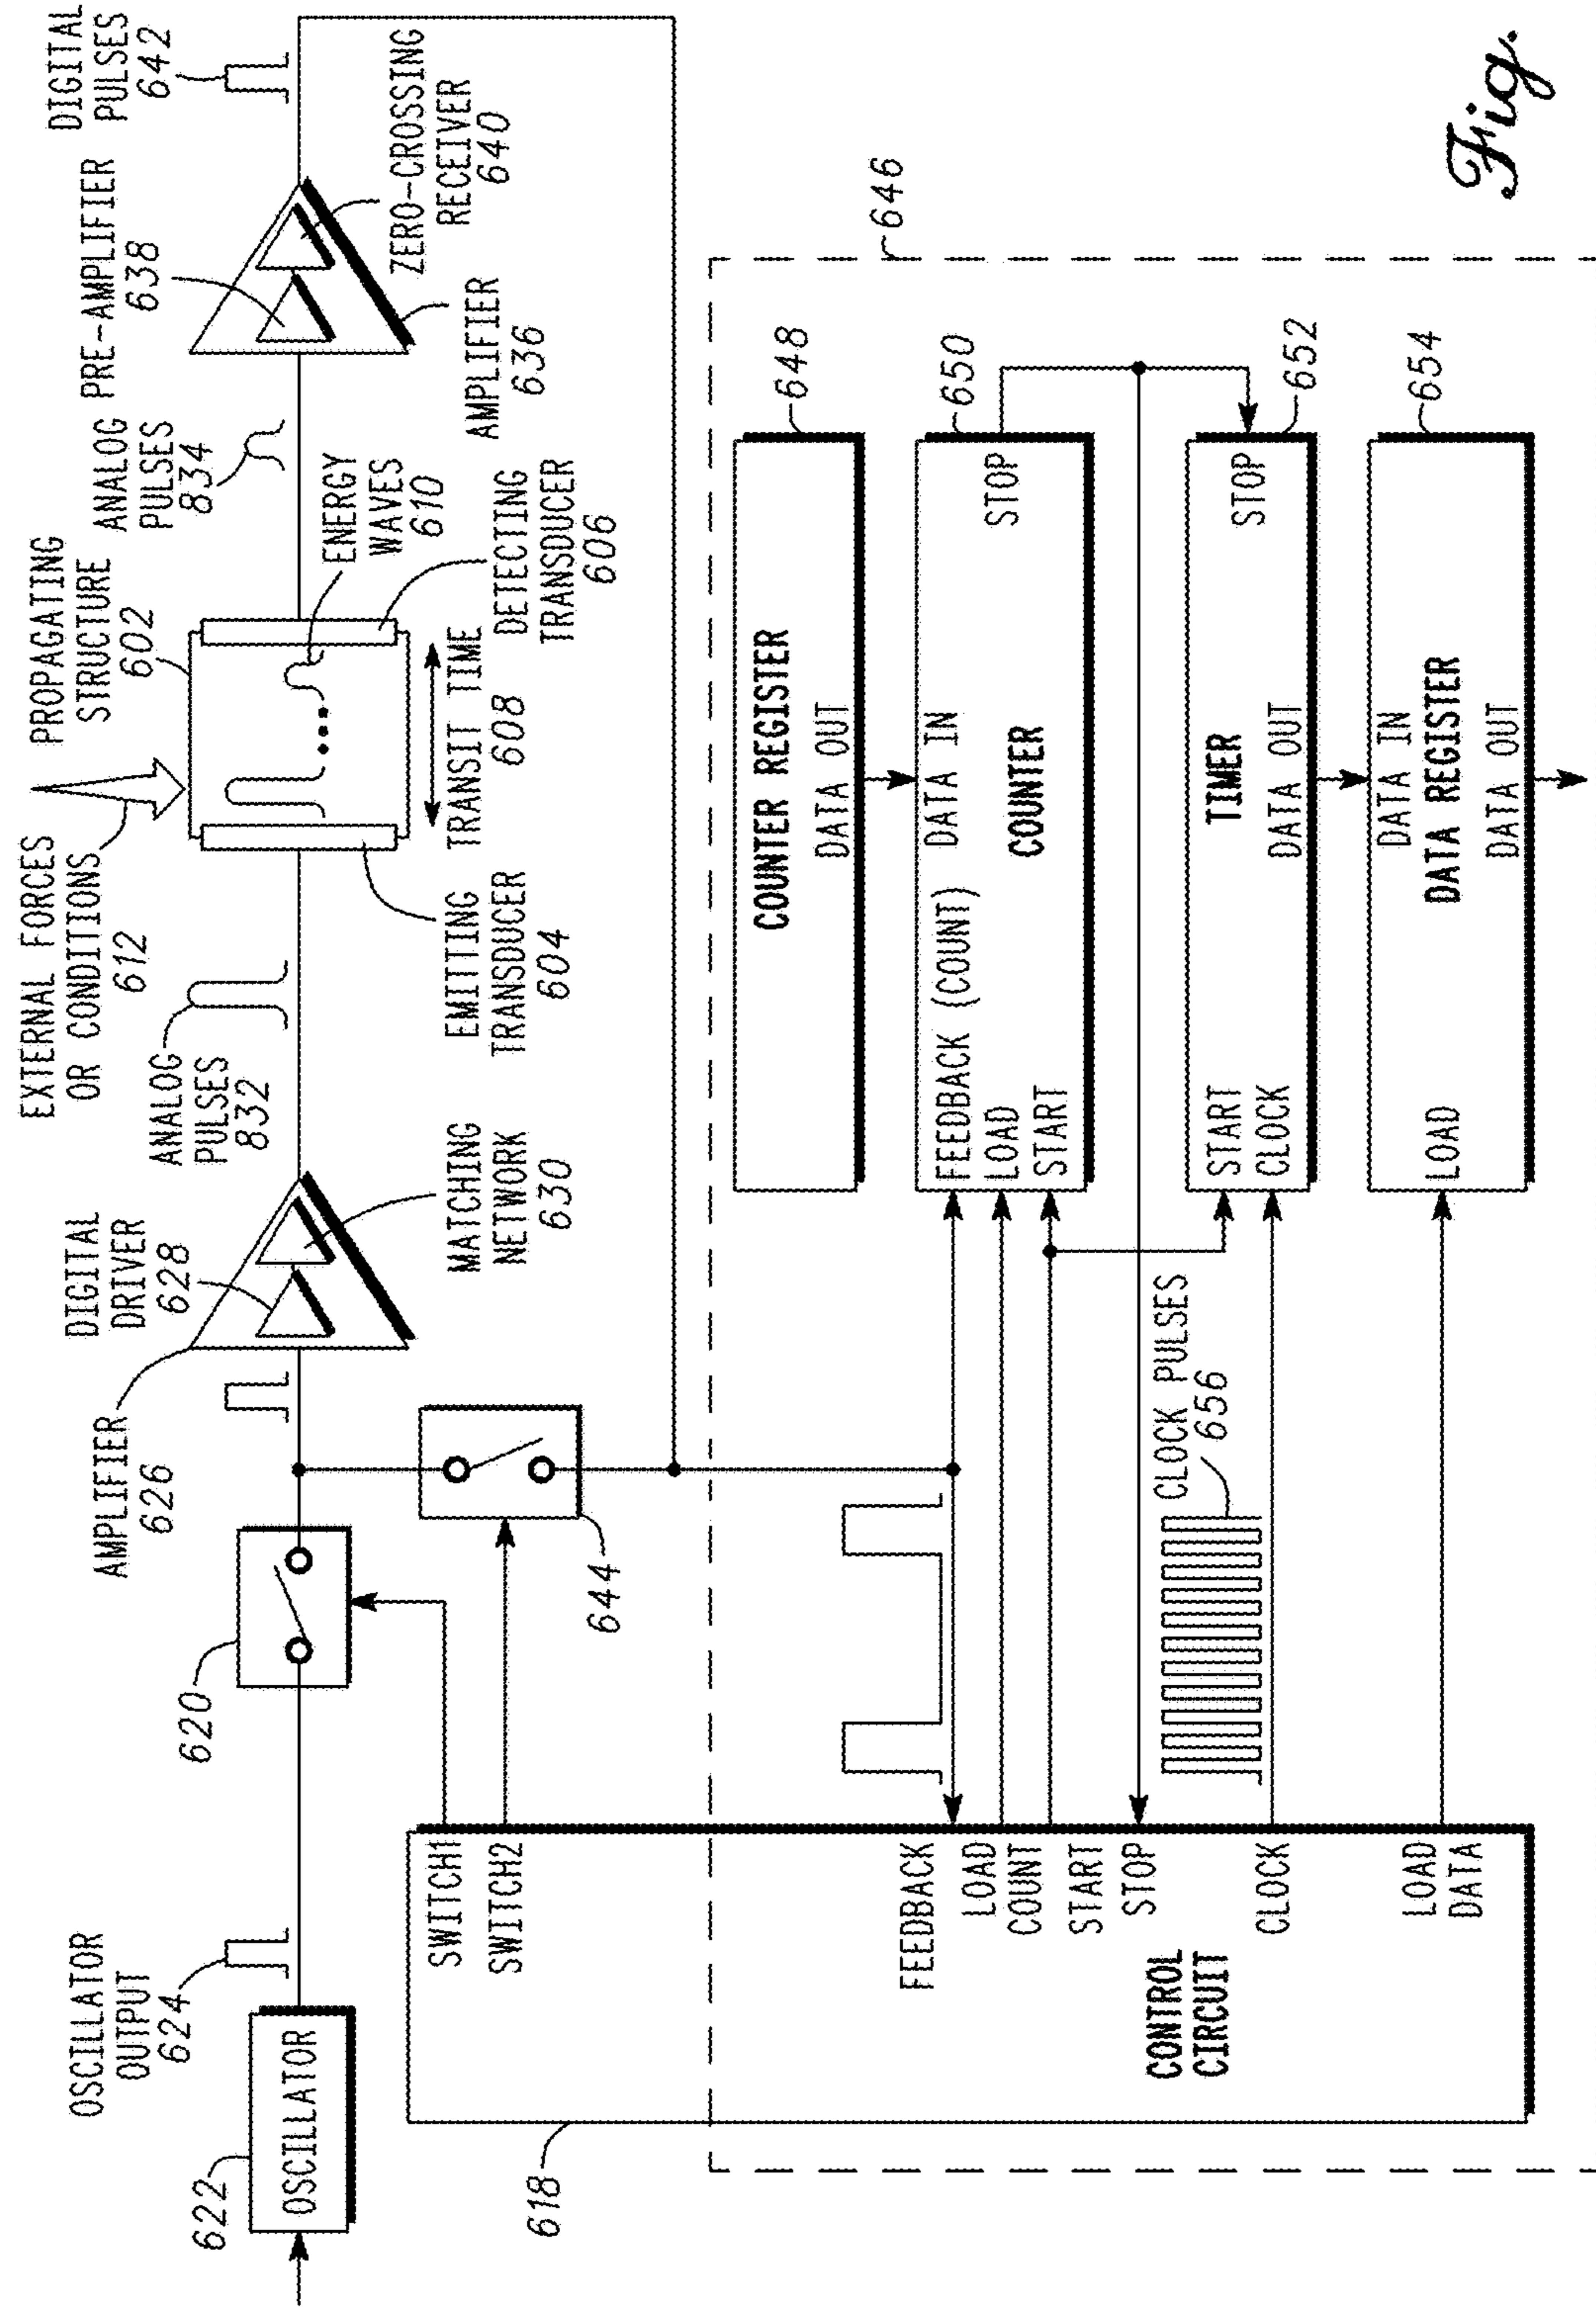 OSCILLATOR
OUTPUT
624
622
OSCILLATOR
620
AMPLIFIER
626
DIGITAL
DRIVER
628
MATCHING
NETWORK
630
644
EXTERNAL FORCES
OR CONDITIONS
612
ANALOG
PULSES
832
EMITTING
TRANSDUCER
604
PROPAGATING
STRUCTURE
602
TRANSIT TIME
608
ENERGY
WAVES
610
DETECTING
TRANSDUCER
606
ANALOG
PULSES
834
PRE-AMPLIFIER
638
AMPLIFIER
636
ZERO-CROSSING
RECEIVER
640
DIGITAL
PULSES
642
618
SWITCH1
SWITCH2
FEEDBACK
LOAD
COUNT
START
STOP
CLOCK
LOAD
DATA
CONTROL
CIRCUIT
CLOCK PULSES
656
646
COUNTER REGISTER
DATA OUT
648
FEEDBACK (COUNT)
DATA IN
LOAD
START
COUNTER
STOP
650
START
CLOCK
TIMER
DATA OUT
STOP
652
LOAD
DATA IN
DATA REGISTER
DATA OUT
654
Fig.